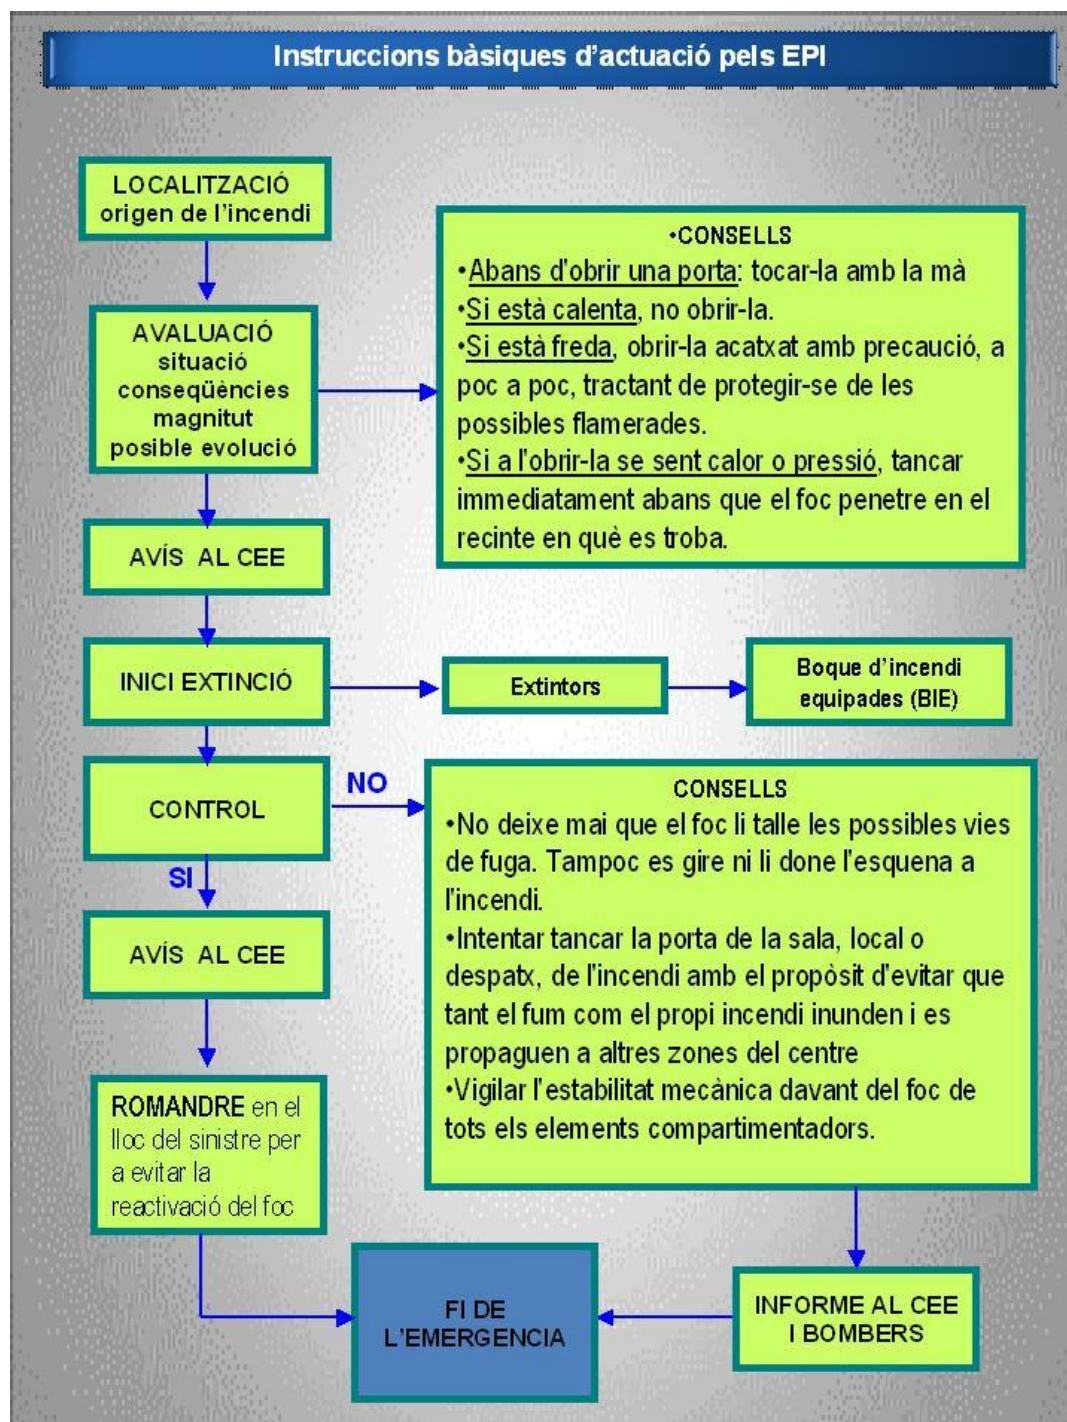 Instruccions bàsiques d'actuació pels EPI
LOCALITZACIÓ
origen de l'incendi
AVALUACIÓ
situació
conseqüències
magnitut
posible evolució
•CONSELLS
•Abans d'obrir una porta: tocar-la amb la mà
•Si està calenta, no obrir-la.
•Si està freda, obrir-la acatxat amb precaució, a
poc a poc, tractant de protegir-se de les
possibles flamerades.
•Si a l'obrir-la se sent calor o pressió, tancar
immediatament abans que el foc penetre en el
recinte en què es troba.
AVÍS AL CEE
INICI EXTINCIÓ
Extintors
Boque d'incendi
equipades (BIE)
CONTROL
NO
CONSELLS
•No deixe mai que el foc li talle les possibles vies
de fuga. Tampoc es gire ni li done l'esquena a
l'incendi.
•Intentar tancar la porta de la sala, local o
despatx, de l'incendi amb el propòsit d'evitar que
tant el fum com el propi incendi inunden i es
propaguen a altres zones del centre
•Vigilar l'estabilitat mecànica davant del foc de
tots els elements compartimentadors.
SI
AVÍS AL CEE
ROMANDRE en el
lloc del sinistre per
a evitar la
reactivació del foc
FI DE
L'EMERGENCIA
INFORME AL CEE
I BOMBERS